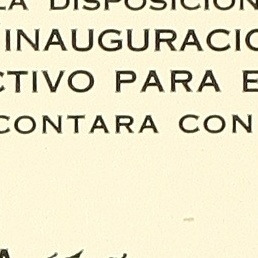 LA DISPOSICION
INAUGURACIO
CTIVO PARA E
CONTARA CON